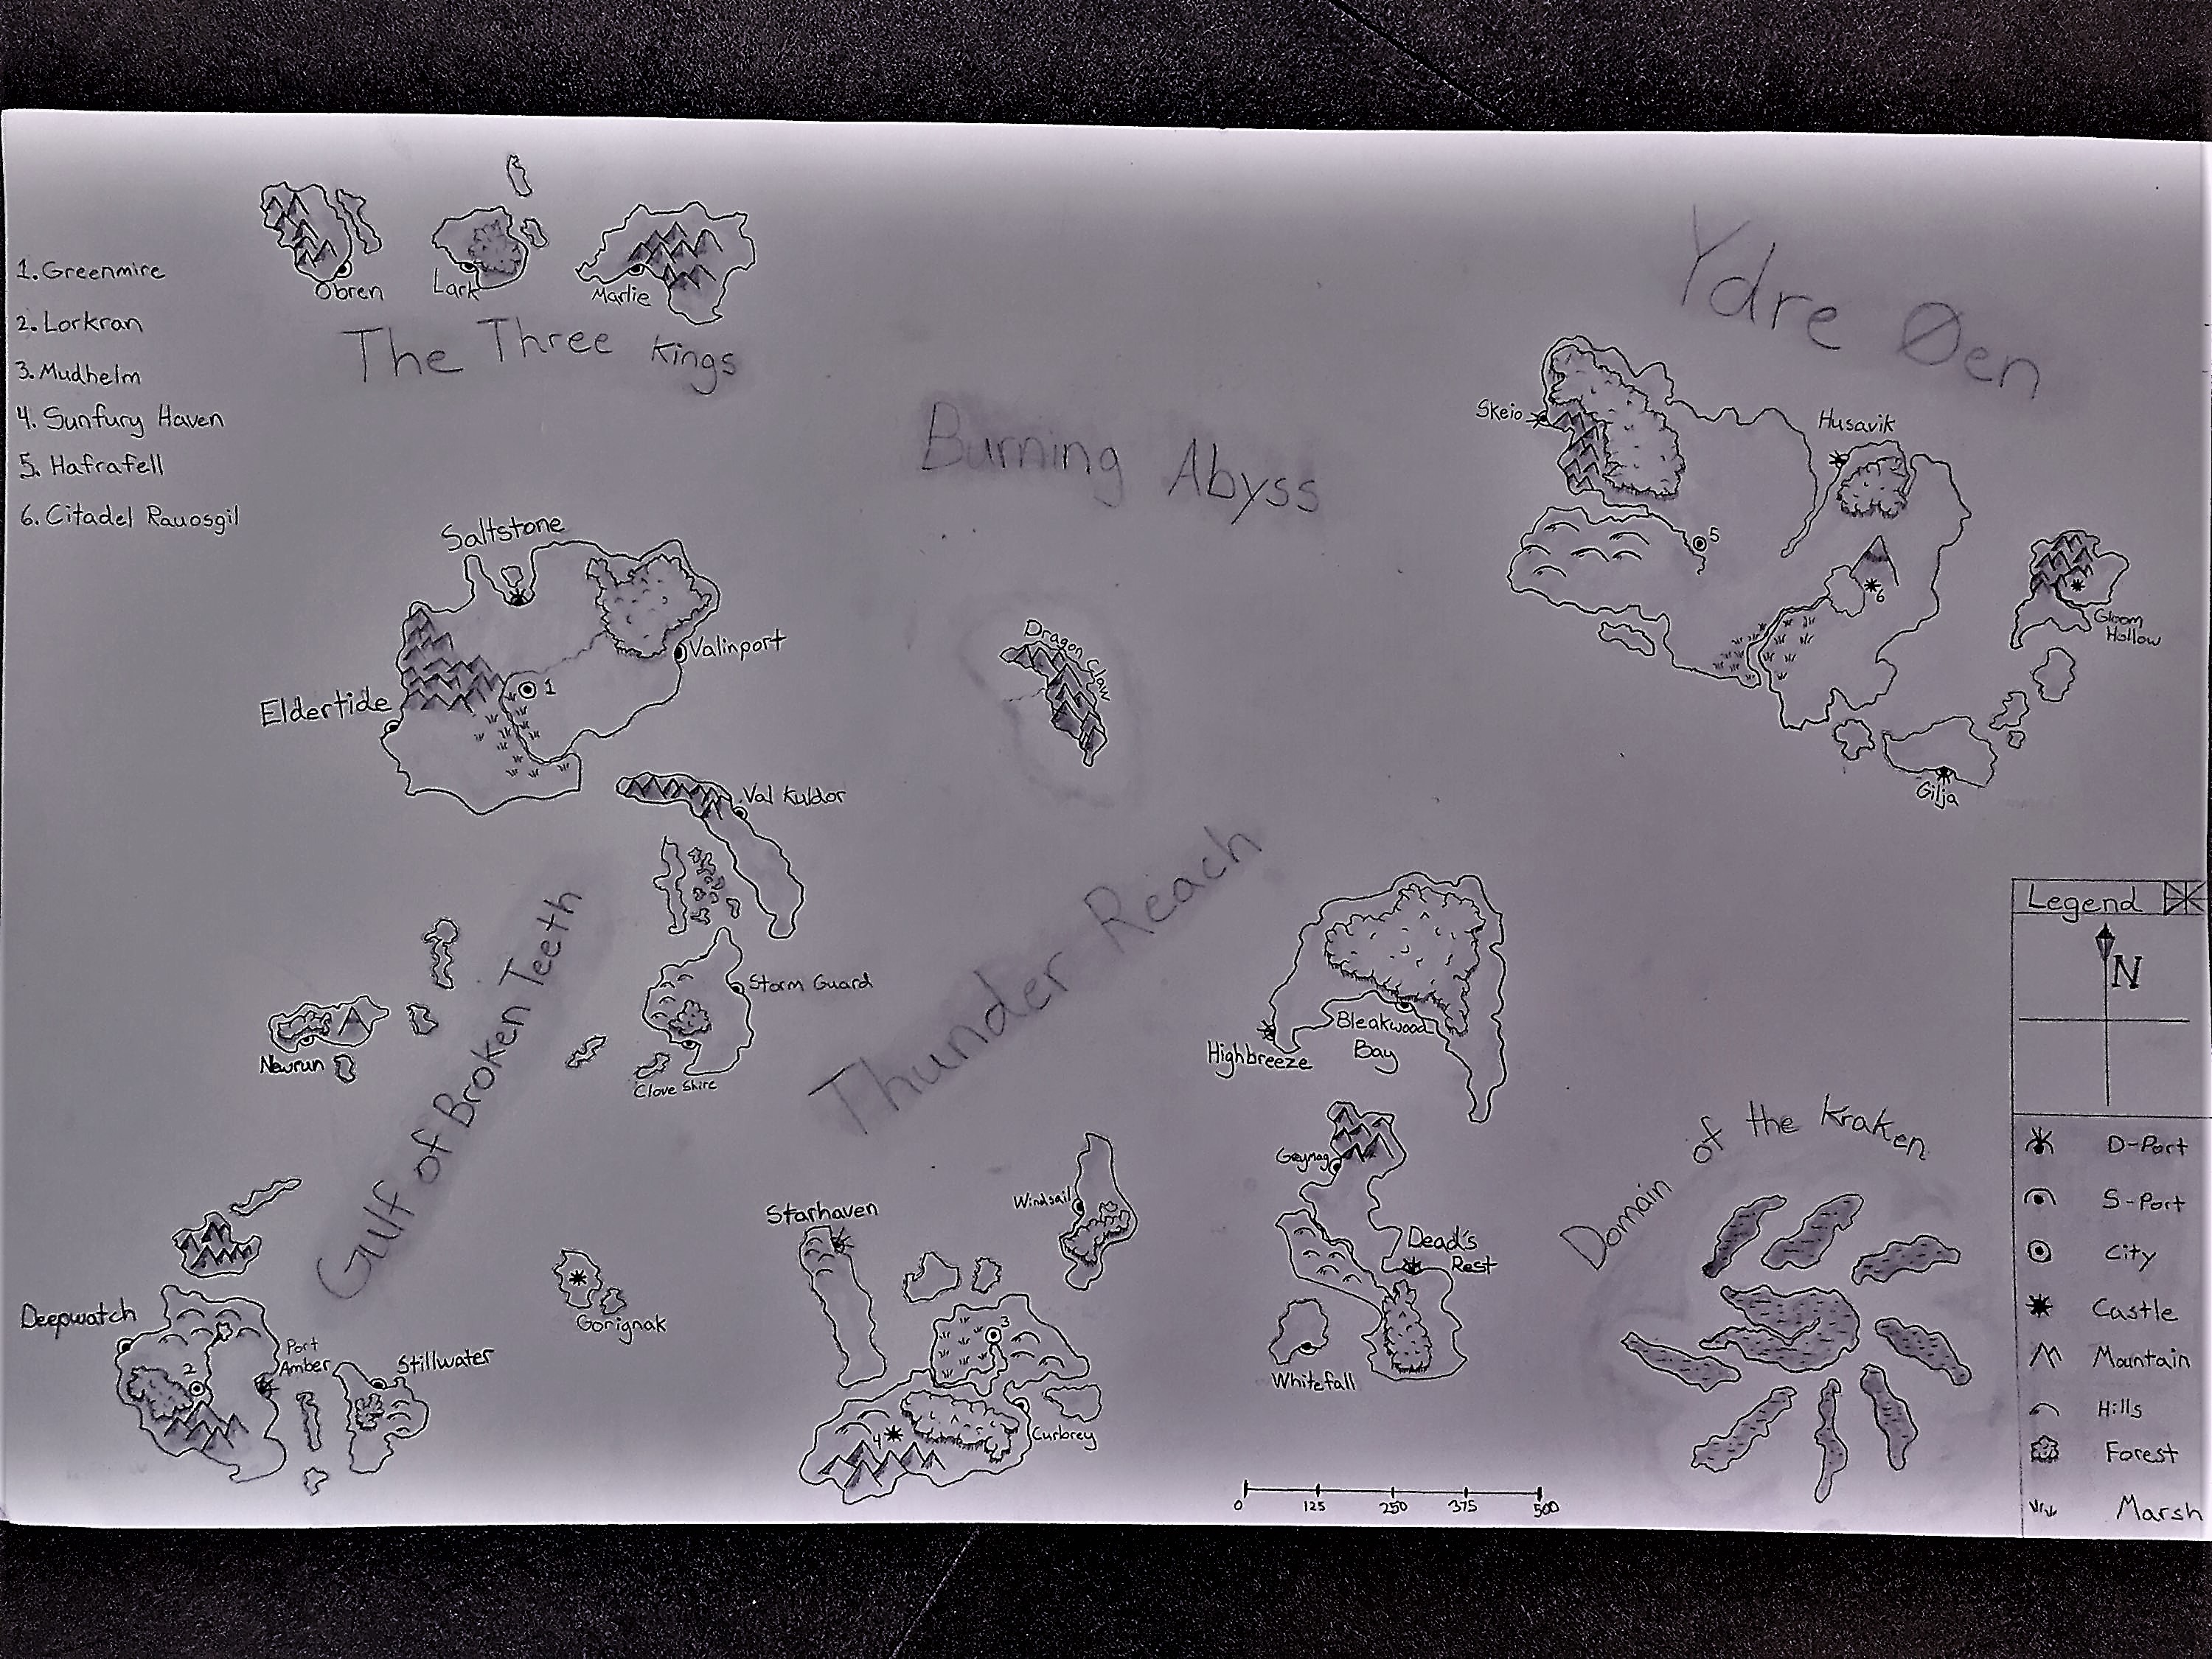 1. Greenmire
2. Lorkran
3. Mudhelm
4. Sunfury Haven
5. Hafrafell
6. Citadel Rauosgil
Obren
Lark
Marlie
The Three Kings
Ydre Øen
Burning Abyss
Skeio
Husavik
5
6
Gloom
Hollow
Gilja
Saltstone
Valinport
1
Eldertide
Dragon Claw
Val Kuldor
Gulf of Broken Teeth
Thunder Reach
Storm Guard
Newrun
Clove Shire
Bleakwood
Bay
Highbreeze
Legend
N
D-Port
S-Port
City
Castle
Mountain
Hills
Forest
Marsh
Domain of the Kraken
Dead's
Rest
Whitefall
Windsail
Starhaven
3
4
Curbrey
Gorignak
Deepwatch
Port
Amber
2
Stillwater
0 125 250 375 500